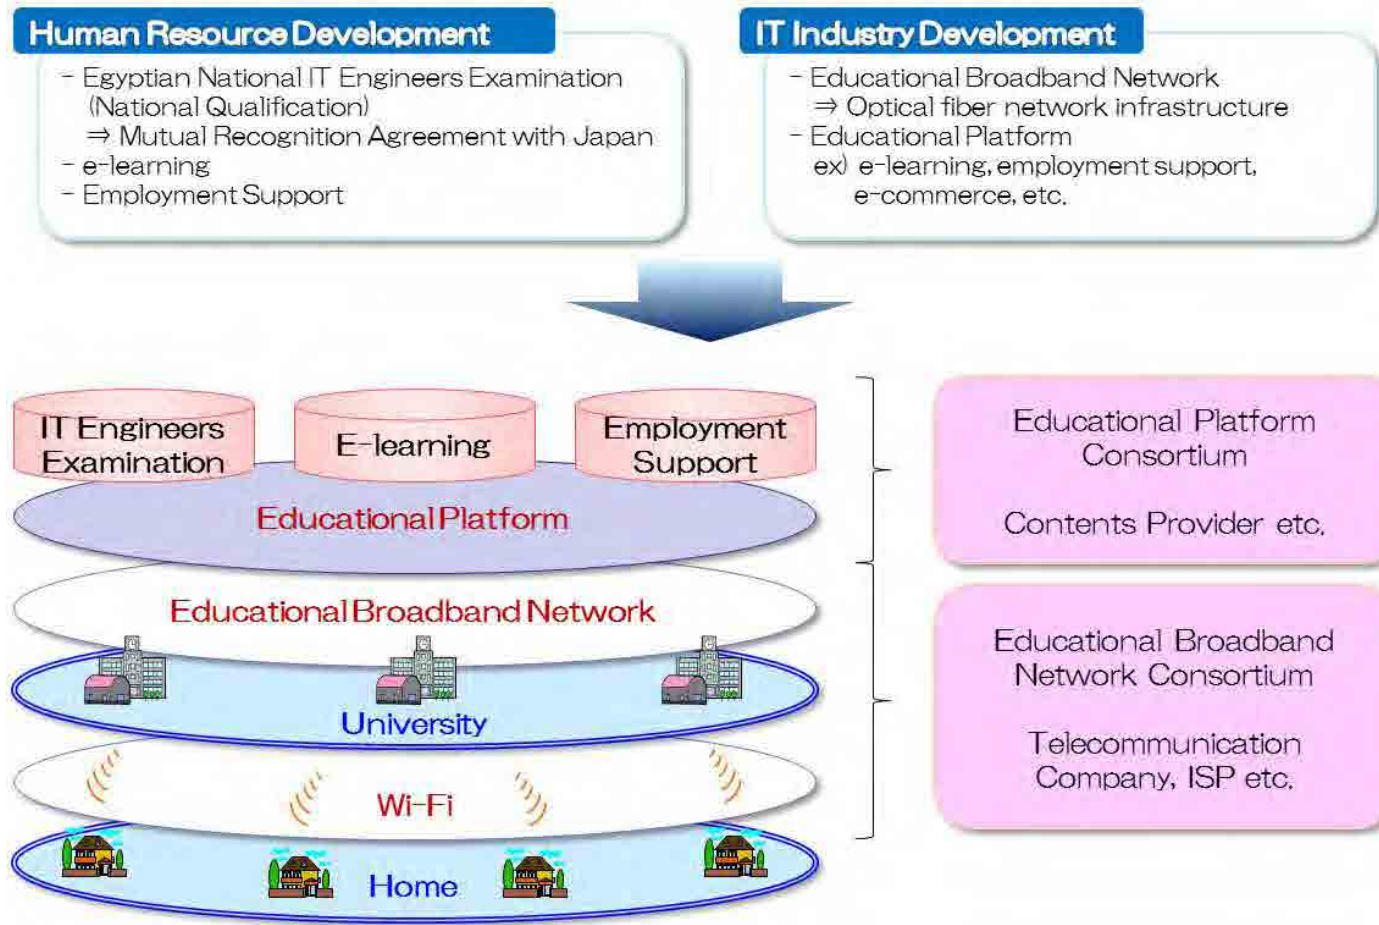 Human Resource Development
- Egyptian National IT Engineers Examination
(National Qualification)
⇒ Mutual Recognition Agreement with Japan
- e-learning
- Employment Support
IT Industry Development
- Educational Broadband Network
⇒ Optical fiber network infrastructure
- Educational Platform
ex) e-learning, employment support,
e-commerce, etc.
IT Engineers
Examination
E-learning
Employment
Support
Educational Platform
Educational Broadband Network
University
Wi-Fi
Home
Educational Platform
Consortium
Contents Provider etc.
Educational Broadband
Network Consortium
Telecommunication
Company, ISP etc.